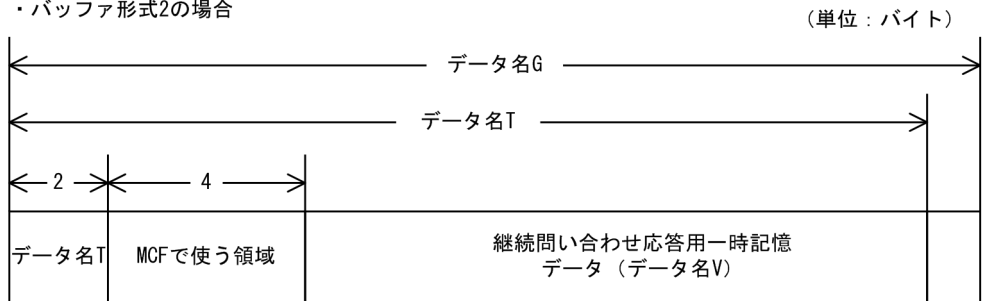 ・バッファ形式2の場合
(単位:バイト)
データ名G
データ名T
2
4
データ名T
MCFで使う領域
継続問い合わせ応答用一時記憶
データ(データ名V)